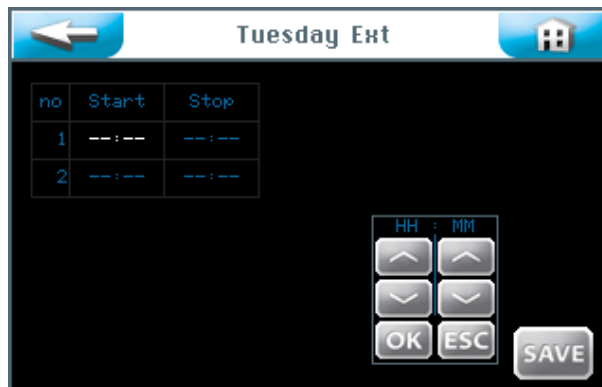 Tuesday Ext
no Start Stop
1 --:-- --:--
2 --:-- --:--
HH : MM
OK ESC
SAVE